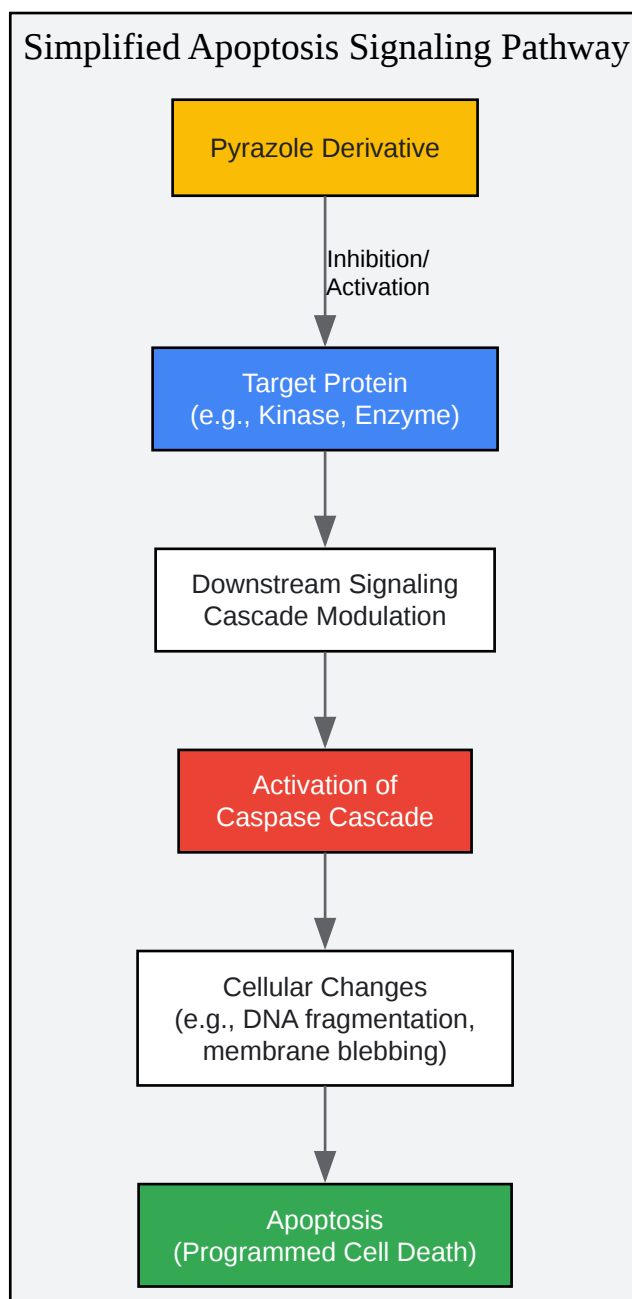 Simplified Apoptosis Signaling Pathway
Pyrazole Derivative
Inhibition/
Activation
Target Protein
(e.g., Kinase, Enzyme)
Downstream Signaling
Cascade Modulation
Activation of
Caspase Cascade
Cellular Changes
(e.g., DNA fragmentation,
membrane blebbing)
Apoptosis
(Programmed Cell Death)